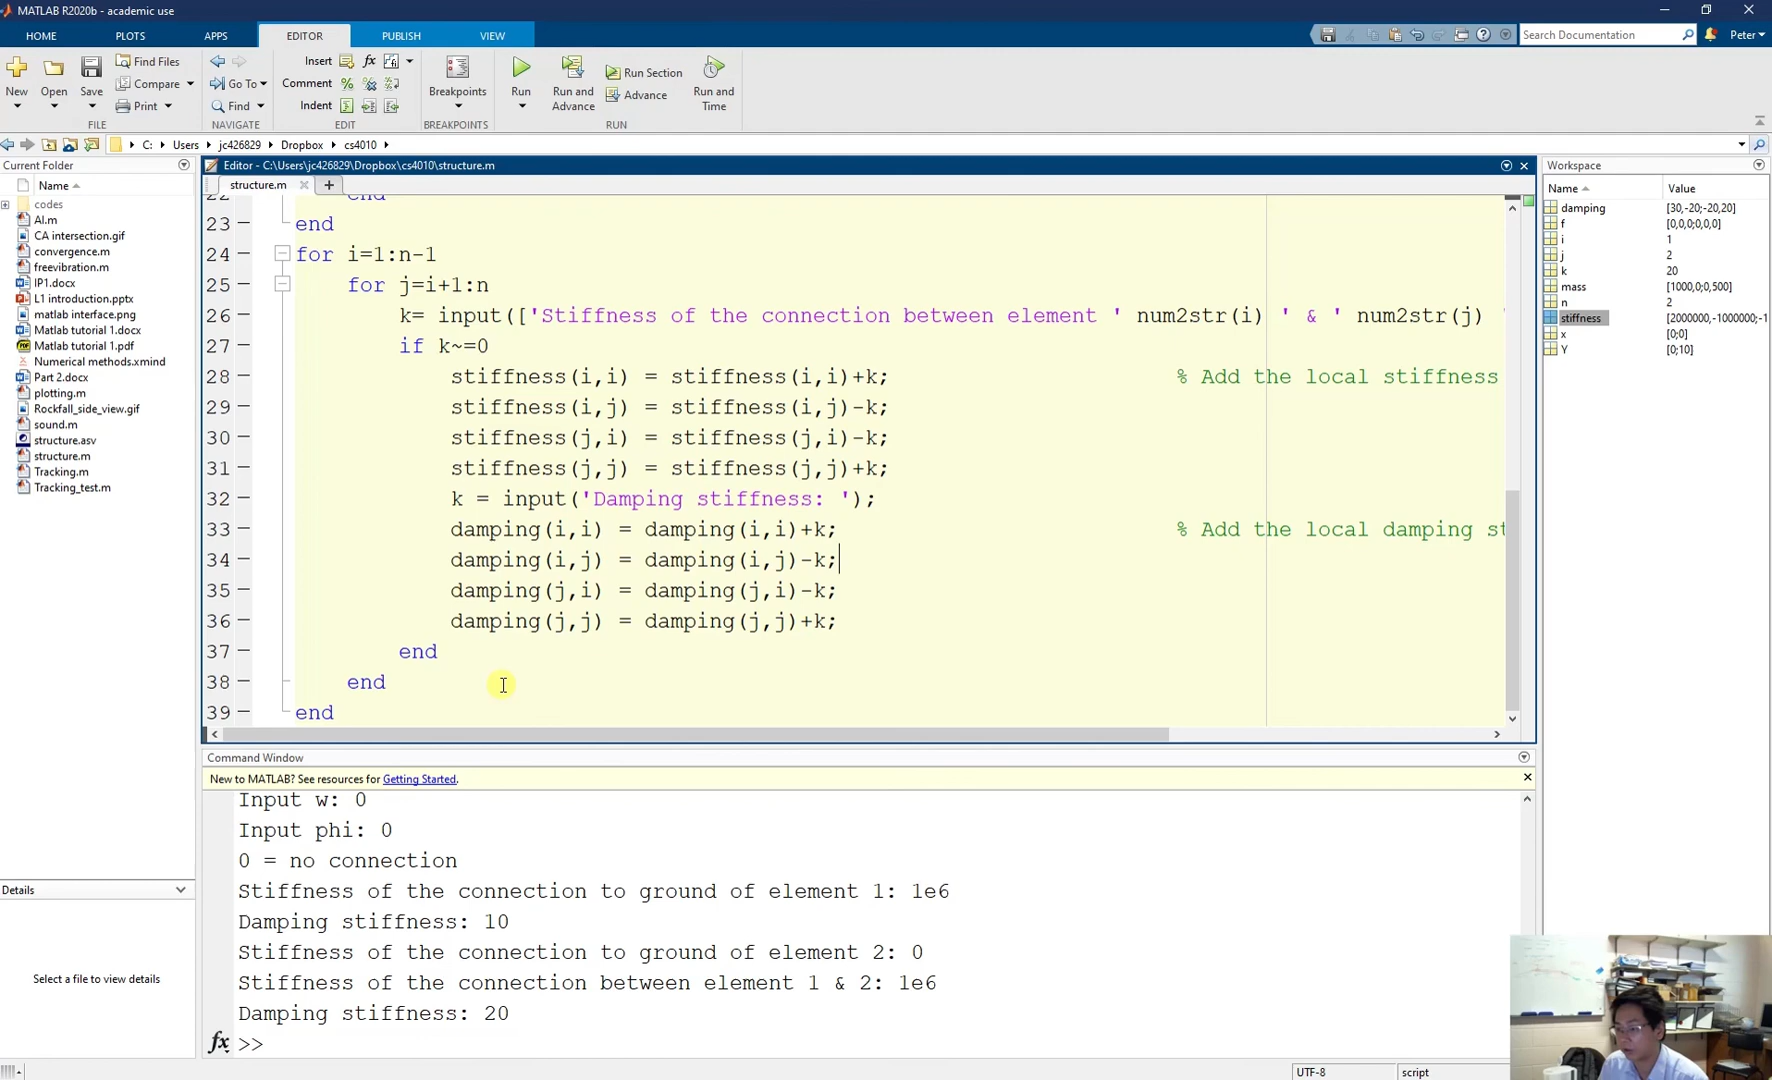 MATLAB R2020b - academic use
HOME PLOTS APPS EDITOR PUBLISH VIEW
Search Documentation Peter
New Open Save Find Files Compare Print
Go To Find
Insert fx
Comment
Indent
Breakpoints Run Run and Advance Run Section Advance Run and Time
FILE NAVIGATE EDIT BREAKPOINTS RUN
C: Users jc426829 Dropbox cs4010
Current Folder
Name
codes
AI.m
CA intersection.gif
convergence.m
freevibration.m
IP1.docx
L1 introduction.pptx
matlab interface.png
Matlab tutorial 1.docx
Matlab tutorial 1.pdf
Numerical methods.xmind
Part 2.docx
plotting.m
Rockfall_side_view.gif
sound.m
structure.asv
structure.m
Tracking.m
Tracking_test.m
Details
Select a file to view details
Editor - C:\Users\jc426829\Dropbox\cs4010\structure.m
structure.m
22 end
23 end
24 for i=1:n-1
25 for j=i+1:n
26 k= input(['Stiffness of the connection between element ' num2str(i) ' & ' num2str(j) '
27 if k~=0
28 stiffness(i,i) = stiffness(i,i)+k; % Add the local stiffness
29 stiffness(i,j) = stiffness(i,j)-k;
30 stiffness(j,i) = stiffness(j,i)-k;
31 stiffness(j,j) = stiffness(j,j)+k;
32 k = input('Damping stiffness: ');
33 damping(i,i) = damping(i,i)+k; % Add the local damping st
34 damping(i,j) = damping(i,j)-k;
35 damping(j,i) = damping(j,i)-k;
36 damping(j,j) = damping(j,j)+k;
37 end
38 end
39 end
Command Window
New to MATLAB? See resources for Getting Started.
Input w: 0
Input phi: 0
0 = no connection
Stiffness of the connection to ground of element 1: 1e6
Damping stiffness: 10
Stiffness of the connection to ground of element 2: 0
Stiffness of the connection between element 1 & 2: 1e6
Damping stiffness: 20
fx >>
Workspace
Name Value
damping [30,-20;-20,20]
f [0,0,0;0,0,0]
i 1
j 2
k 20
mass [1000,0;0,500]
n 2
stiffness [2000000,-1000000;-1
x [0;0]
Y [0;10]
UTF-8 script